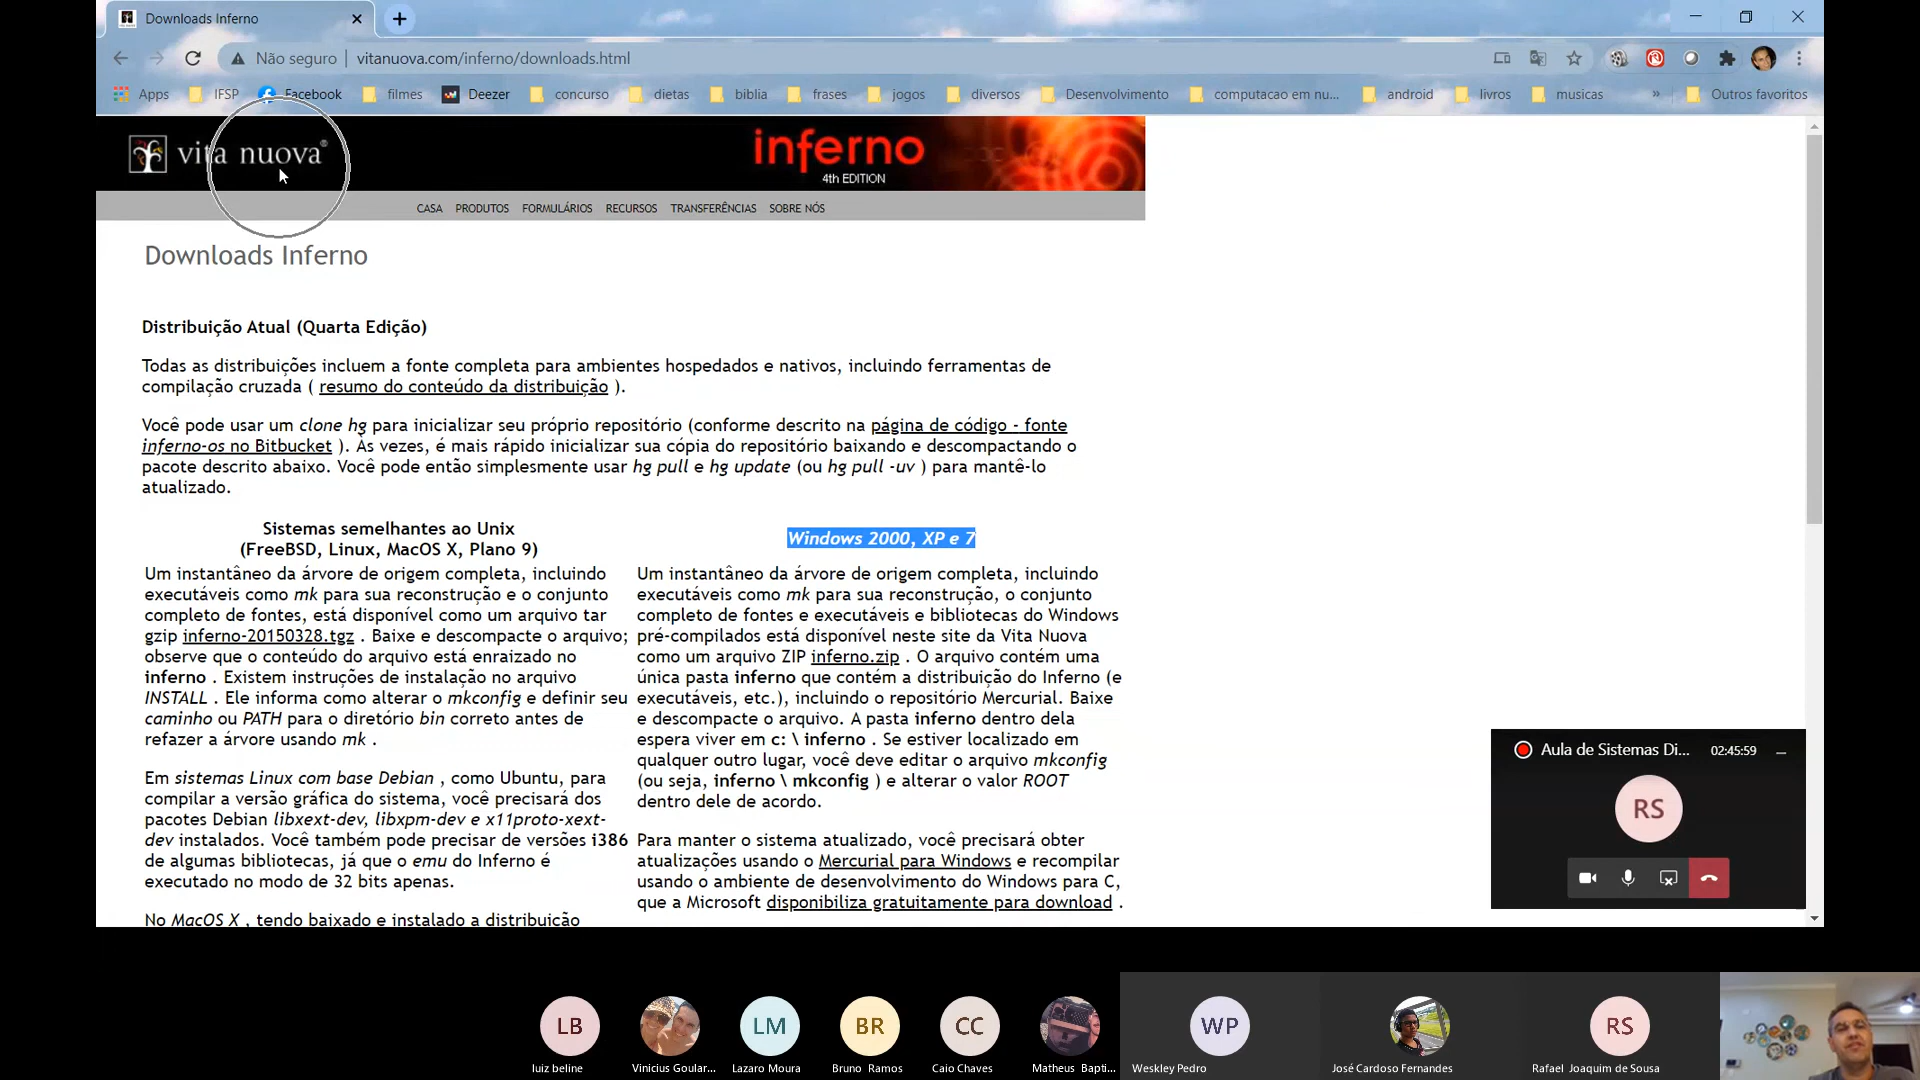 Downloads Inferno
Não seguro | vitanuova.com/inferno/downloads.html
Apps IFSP Facebook filmes Deezer concurso dietas biblia frases jogos diversos Desenvolvimento computacao em nu... android livros musicas » Outros favoritos
vita nuova®
inferno
4th EDITION
CASA PRODUTOS FORMULÁRIOS RECURSOS TRANSFERÊNCIAS SOBRE NÓS
Downloads Inferno
Distribuição Atual (Quarta Edição)
Todas as distribuições incluem a fonte completa para ambientes hospedados e nativos, incluindo ferramentas de
compilação cruzada ( resumo do conteúdo da distribuição ).
Você pode usar um clone hg para inicializar seu próprio repositório (conforme descrito na página de código - fonte
inferno-os no Bitbucket ). Às vezes, é mais rápido inicializar sua cópia do repositório baixando e descompactando o
pacote descrito abaixo. Você pode então simplesmente usar hg pull e hg update (ou hg pull -uv ) para mantê-lo
atualizado.
Sistemas semelhantes ao Unix
(FreeBSD, Linux, MacOS X, Plano 9)
Um instantâneo da árvore de origem completa, incluindo
executáveis como mk para sua reconstrução e o conjunto
completo de fontes, está disponível como um arquivo tar
gzip inferno-20150328.tgz . Baixe e descompacte o arquivo;
observe que o conteúdo do arquivo está enraizado no
inferno . Existem instruções de instalação no arquivo
INSTALL . Ele informa como alterar o mkconfig e definir seu
caminho ou PATH para o diretório bin correto antes de
refazer a árvore usando mk .
Em sistemas Linux com base Debian , como Ubuntu, para
compilar a versão gráfica do sistema, você precisará dos
pacotes Debian libxext-dev, libxpm-dev e x11proto-xext-
dev instalados. Você também pode precisar de versões i386
de algumas bibliotecas, já que o emu do Inferno é
executado no modo de 32 bits apenas.
No MacOS X , tendo baixado e instalado a distribuição
Windows 2000, XP e 7
Um instantâneo da árvore de origem completa, incluindo
executáveis como mk para sua reconstrução, o conjunto
completo de fontes e executáveis e bibliotecas do Windows
pré-compilados está disponível neste site da Vita Nuova
como um arquivo ZIP inferno.zip . O arquivo contém uma
única pasta inferno que contém a distribuição do Inferno (e
executáveis, etc.), incluindo o repositório Mercurial. Baixe
e descompacte o arquivo. A pasta inferno dentro dela
espera viver em c: \ inferno . Se estiver localizado em
qualquer outro lugar, você deve editar o arquivo mkconfig
(ou seja, inferno \ mkconfig ) e alterar o valor ROOT
dentro dele de acordo.
Para manter o sistema atualizado, você precisará obter
atualizações usando o Mercurial para Windows e recompilar
usando o ambiente de desenvolvimento do Windows para C,
que a Microsoft disponibiliza gratuitamente para download .
Aula de Sistemas Di... 02:45:59
RS
LB LM BR CC WP RS
luiz beline Vinicius Goular... Lazaro Moura Bruno Ramos Caio Chaves Matheus Bapti... Weskley Pedro José Cardoso Fernandes Rafael Joaquim de Sousa